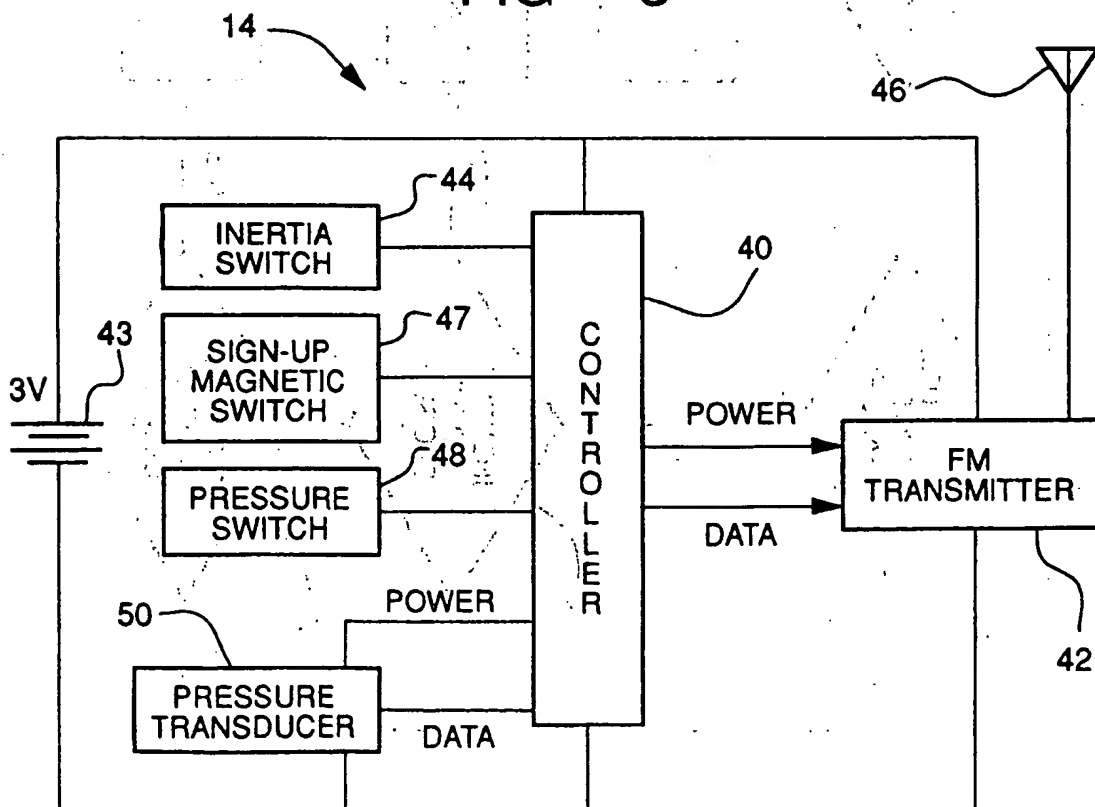 14
46
44
INERTIA
SWITCH
40
47
SIGN-UP
MAGNETIC
SWITCH
43
3V
CONTROLLER
POWER
48
FM
TRANSMITTER
PRESSURE
SWITCH
DATA
POWER
50
42
PRESSURE
TRANSDUCER
DATA